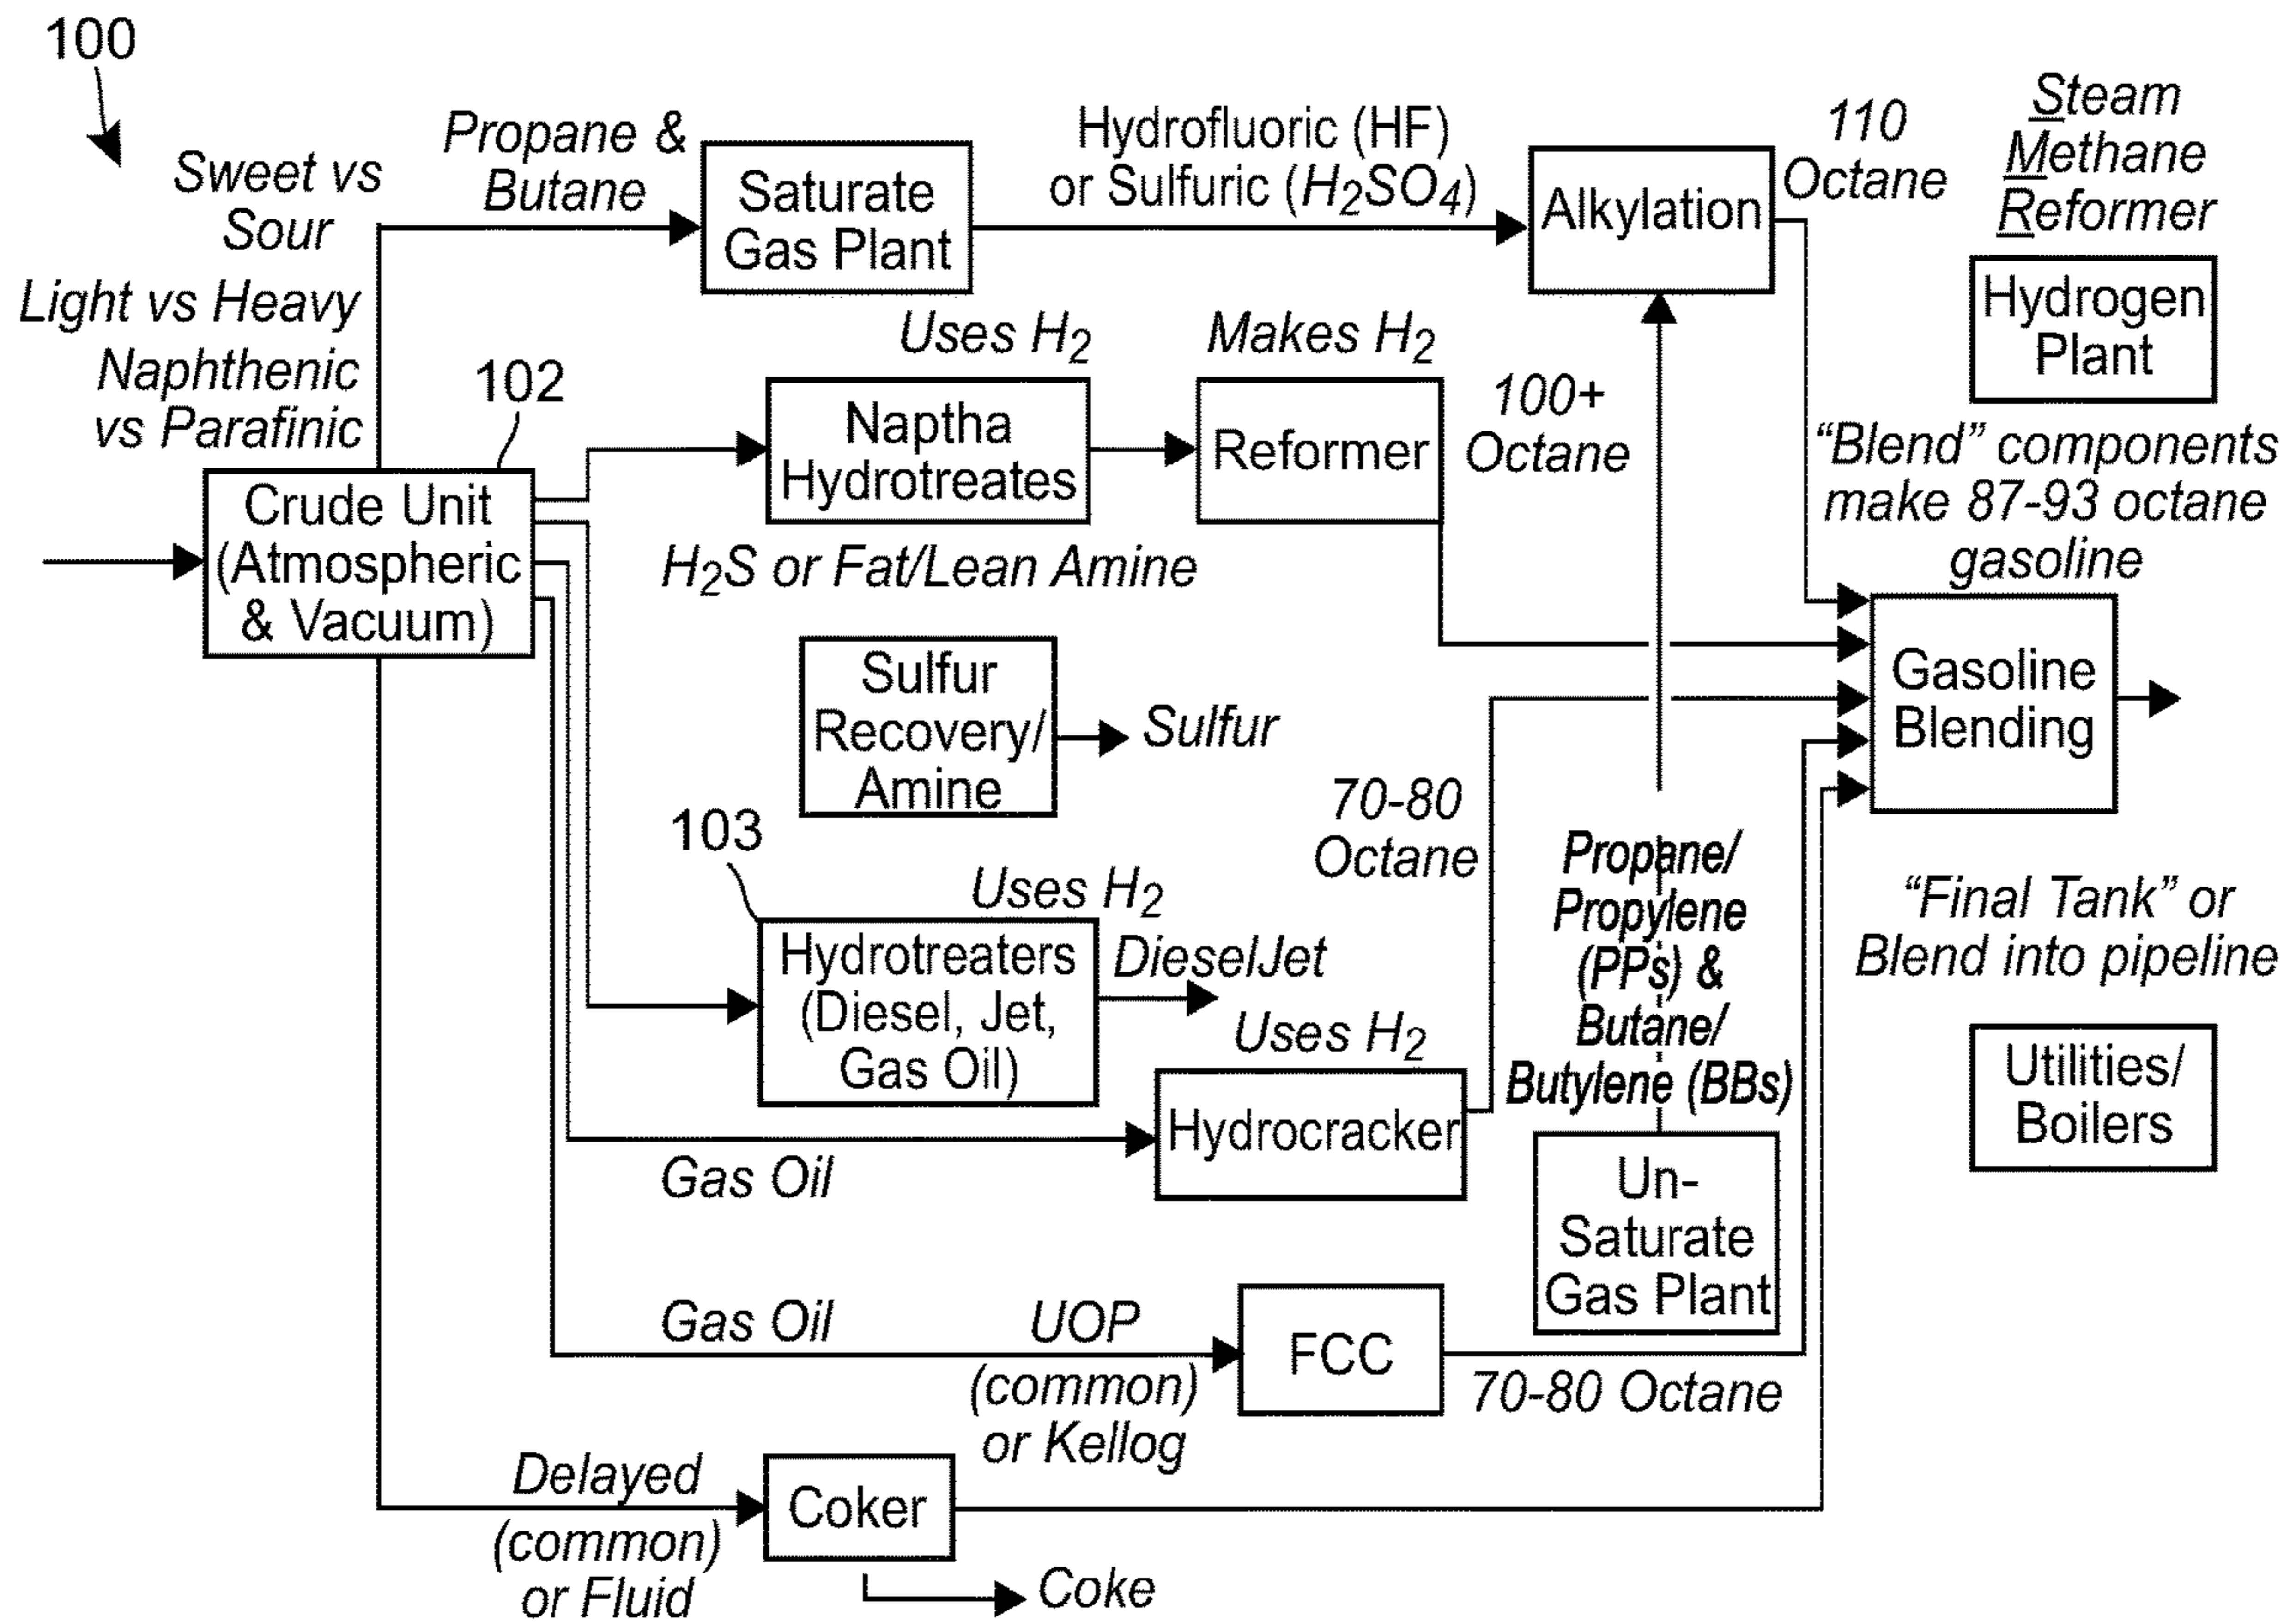 100
Sweet vs
Sour
Light vs Heavy
Naphthenic
vs Parafinic
102
Crude Unit
(Atmospheric
& Vacuum)
Propane &
Butane
Saturate
Gas Plant
Hydrofluoric (HF)
or Sulfuric (H₂SO₄)
Alkylation
110
Octane
Steam
Methane
Reformer
Hydrogen
Plant
Uses H₂
Naptha
Hydrotreates
Makes H₂
Reformer
100+
Octane
“Blend” components
make 87-93 octane
gasoline
H₂S or Fat/Lean Amine
Sulfur
Recovery/
Amine
Sulfur
Gasoline
Blending
103
Uses H₂
Hydrotreaters
(Diesel, Jet,
Gas Oil)
DieselJet
70-80
Octane
Uses H₂
Hydrocracker
Gas Oil
Propane/
Propylene
(PPs) &
Butane/
Butylene (BBs)
Un-
Saturate
Gas Plant
“Final Tank” or
Blend into pipeline
Utilities/
Boilers
Gas Oil
UOP
(common)
or Kellog
FCC
70-80 Octane
Delayed
(common)
or Fluid
Coker
Coke